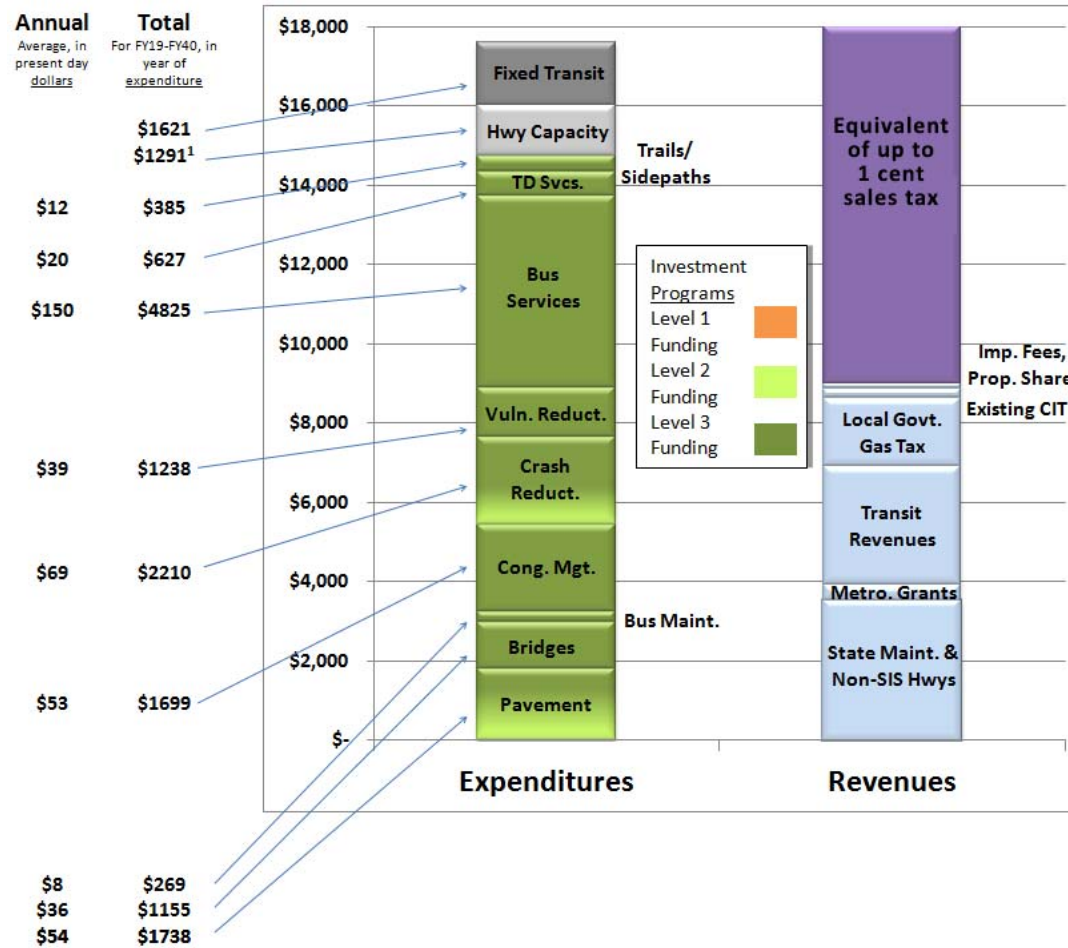 Annual
Average, in
present day
dollars
Total
For FY19-FY40, in
year of
expenditure
$1621
$1291¹
$12 $385
$20 $627
$150 $4825
$39 $1238
$69 $2210
$53 $1699
$8 $269
$36 $1155
$54 $1738
$18,000
$16,000
$14,000
$12,000
$10,000
$8,000
$6,000
$4,000
$2,000
$-
Fixed Transit
Hwy Capacity
Trails/
Sidepaths
TD Svcs.
Bus
Services
Vuln. Reduct.
Crash
Reduct.
Cong. Mgt.
Bus Maint.
Bridges
Pavement
Expenditures
Investment
Programs
Level 1
Funding
Level 2
Funding
Level 3
Funding
Equivalent
of up to
1 cent
sales tax
Imp. Fees,
Prop. Share
Existing CIT
Local Govt.
Gas Tax
Transit
Revenues
Metro. Grants
State Maint. &
Non-SIS Hwys
Revenues